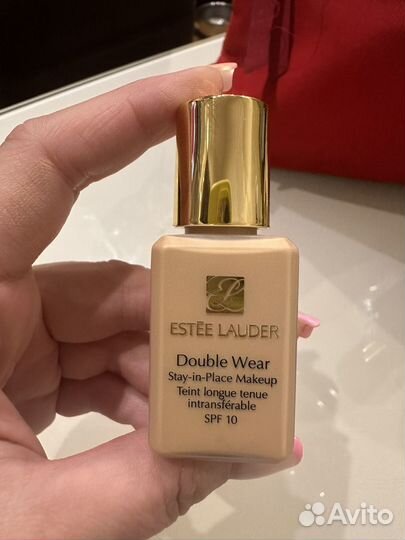 ESTĒE LAUDER
Double Wear
Stay-in-Place Makeup
Teint longue tenue
intransférable
SPF 10
Avito